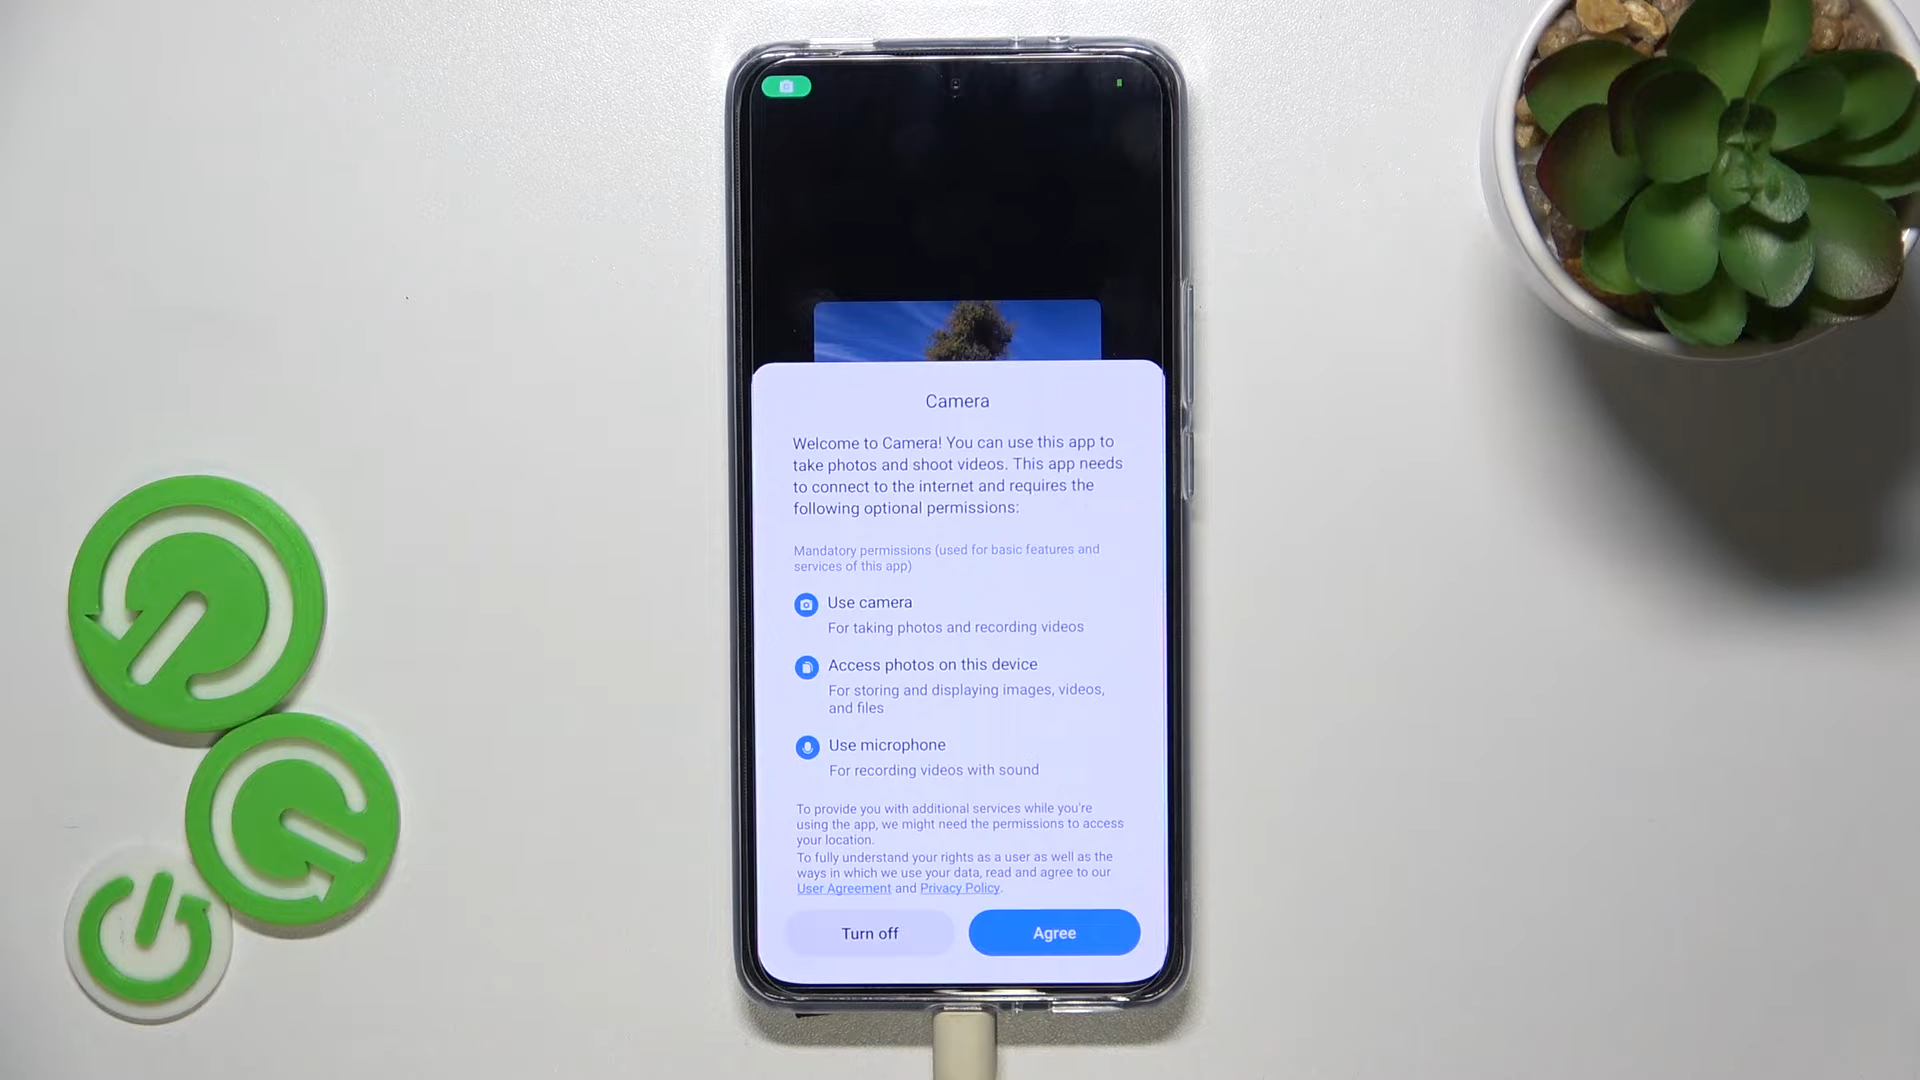 Camera
Welcome to Camera! You can use this app to
take photos and shoot videos. This app needs
to connect to the internet and requires the
following optional permissions:
Mandatory permissions (used for basic features and
services of this app)
Use camera
For taking photos and recording videos
Access photos on this device
For storing and displaying images, videos,
and files
Use microphone
For recording videos with sound
To provide you with additional services while you're
using the app, we might need the permissions to access
your location.
To fully understand your rights as a user as well as the
ways in which we use your data, read and agree to our
User Agreement and Privacy Policy.
Turn off
Agree